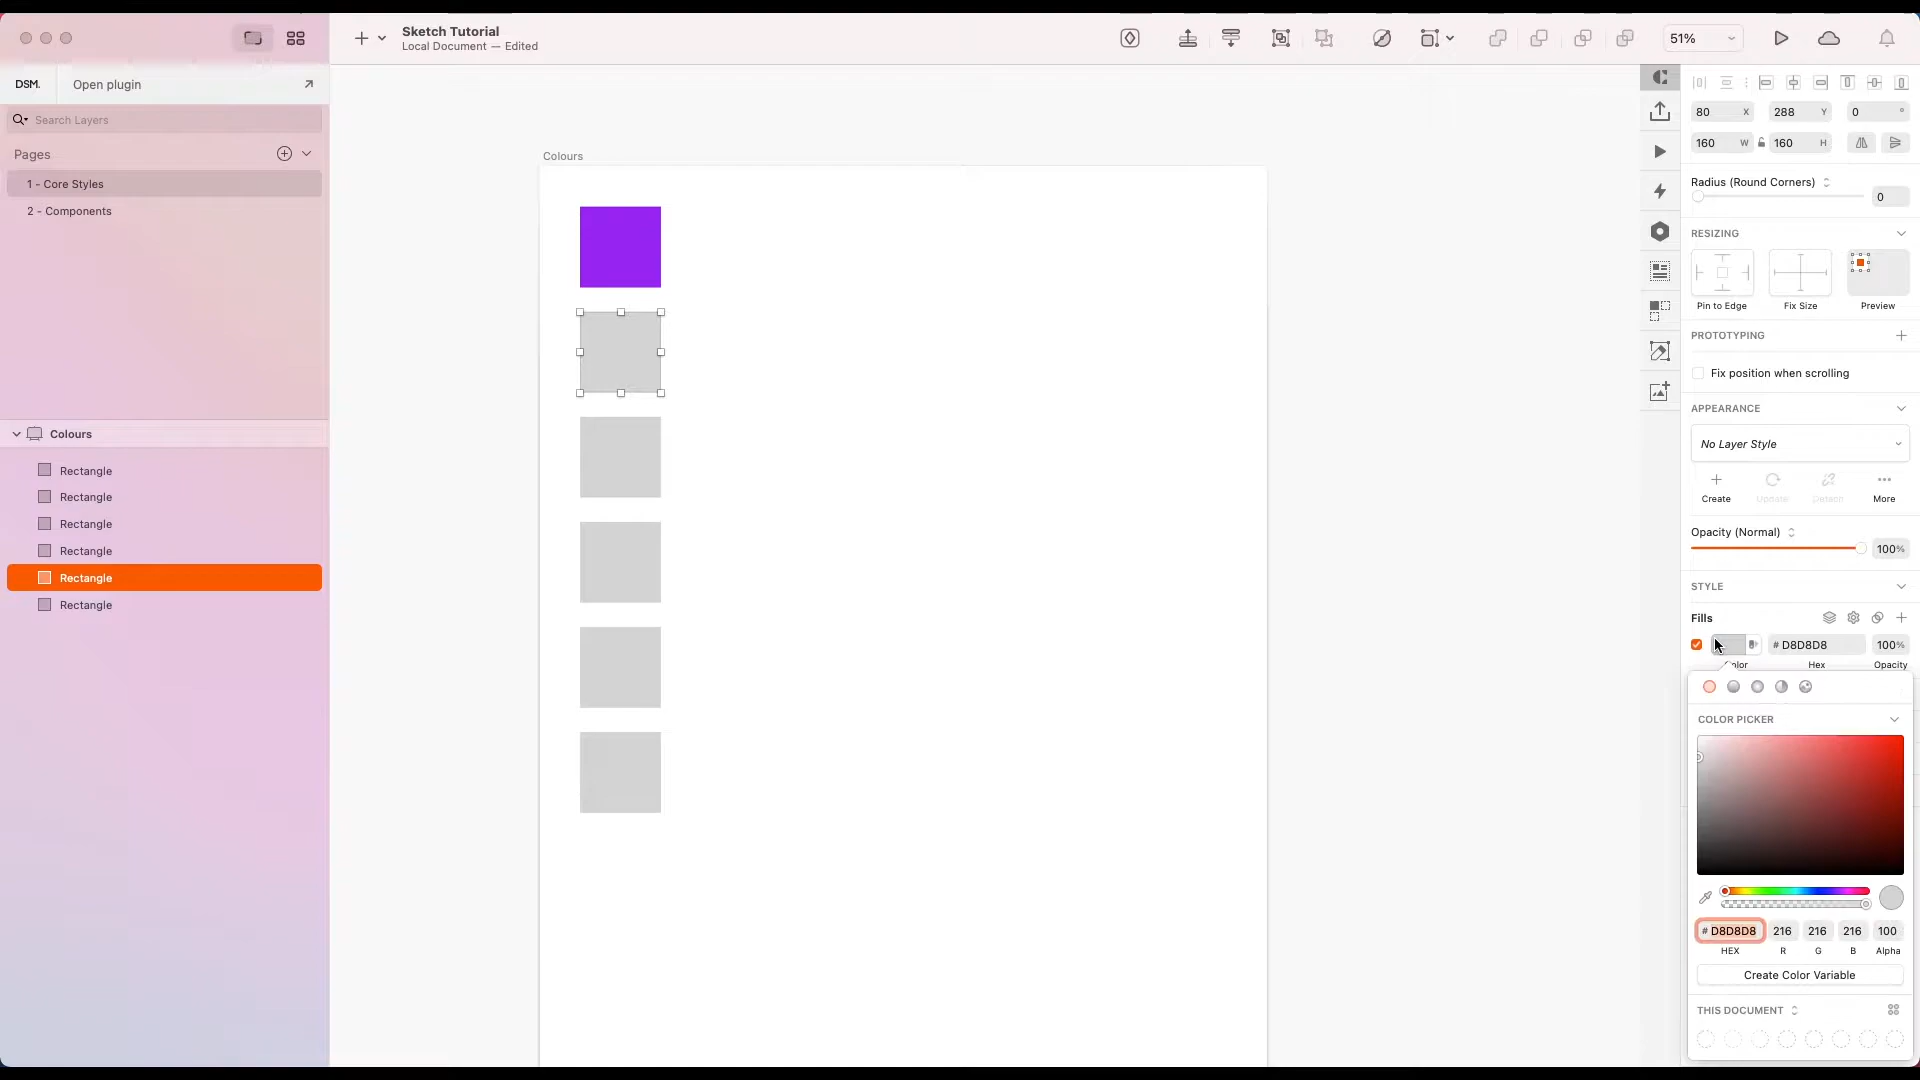 Sketch Tutorial
Local Document — Edited
51%
DSM.
Open plugin
Search Layers
Pages
1 - Core Styles
2 - Components
Colours
Rectangle
Rectangle
Rectangle
Rectangle
Rectangle
Rectangle
Colours
80 X 288 Y 0 °
160 W 160 H
Radius (Round Corners)
0
RESIZING
Pin to Edge Fix Size Preview
PROTOTYPING
Fix position when scrolling
APPEARANCE
No Layer Style
Create Update Detach More
Opacity (Normal)
100%
STYLE
Fills
# D8D8D8 100%
Hex Opacity
COLOR PICKER
# D8D8D8 216 216 216 100
HEX R G B Alpha
Create Color Variable
THIS DOCUMENT